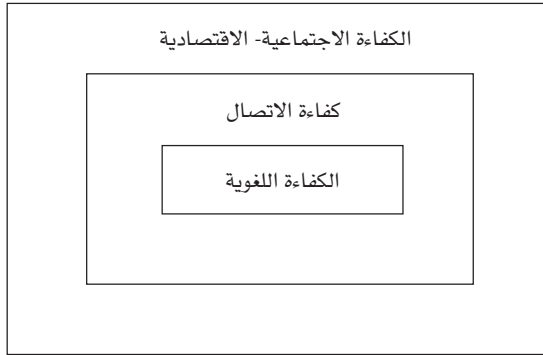 الكفاءة الاجتماعية- الاقتصادية
كفاءة الاتصال
الكفاءة اللغوية